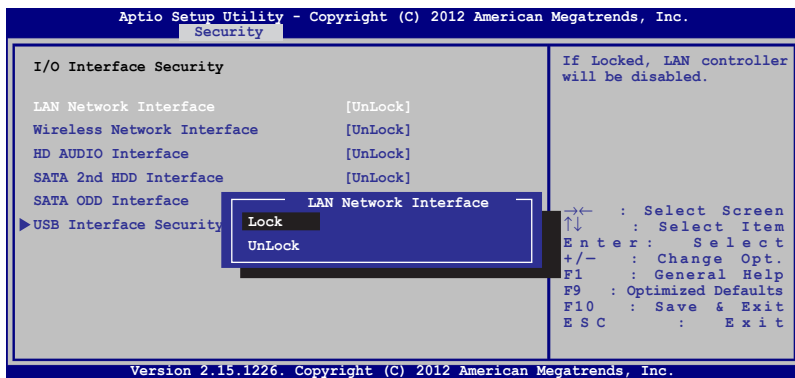 Aptio Setup Utility - Copyright (C) 2012 American Megatrends, Inc.
Security
I/O Interface Security
LAN Network Interface [UnLock]
Wireless Network Interface [UnLock]
HD AUDIO Interface [UnLock]
SATA 2nd HDD Interface [UnLock]
SATA ODD Interface
▶USB Interface Security
LAN Network Interface
Lock
UnLock
If Locked, LAN controller
will be disabled.
→← : Select Screen
↑↓ : Select Item
Enter: Select
+/— : Change Opt.
F1 : General Help
F9 : Optimized Defaults
F10 : Save & Exit
ESC : Exit
Version 2.15.1226. Copyright (C) 2012 American Megatrends, Inc.